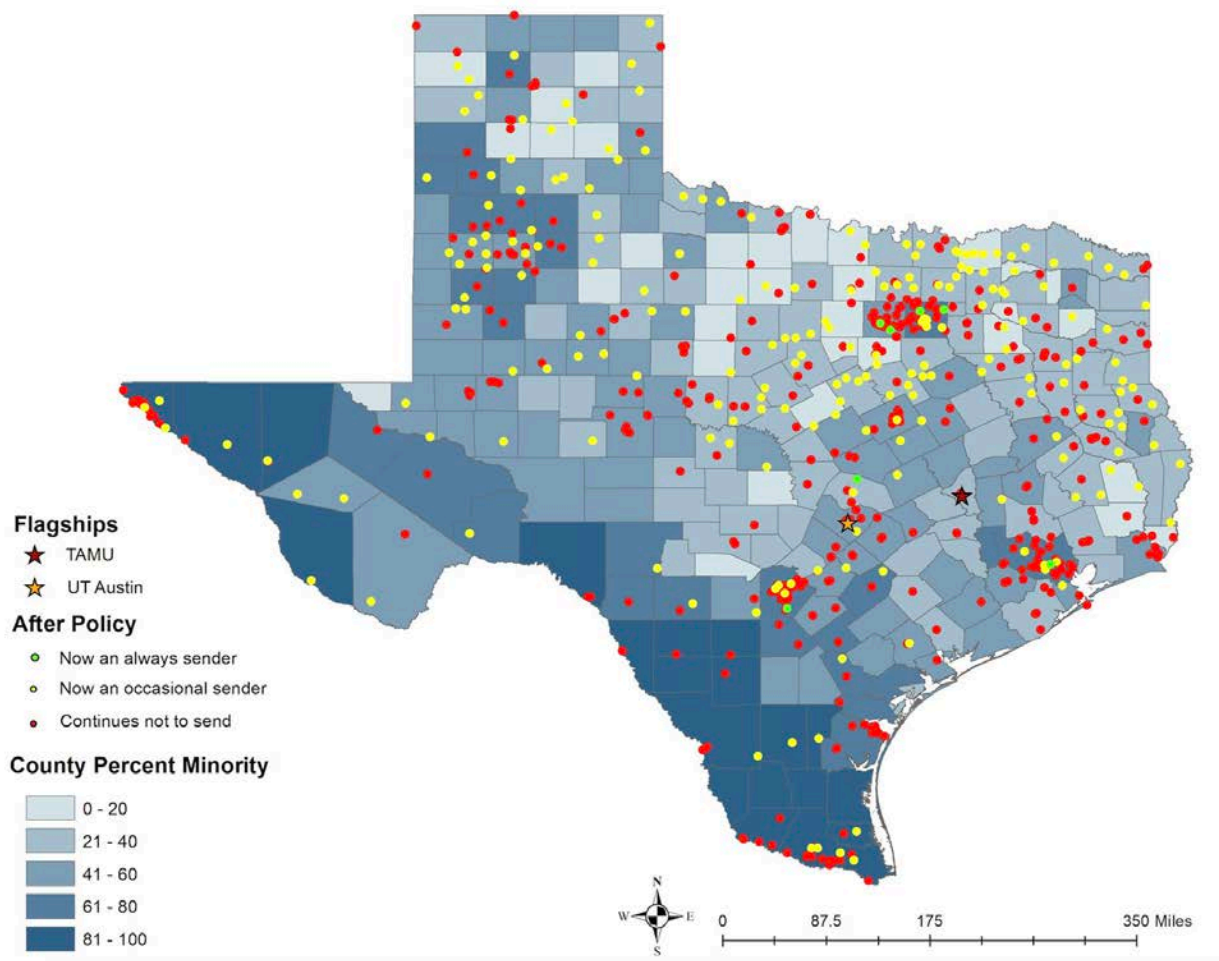 Flagships
TAMU
UT Austin
After Policy
Now an always sender
Now an occasional sender
Continues not to send
County Percent Minority
0 - 20
21 - 40
41 - 60
61 - 80
81 - 100
N
W E
S
0 87.5 175 350 Miles